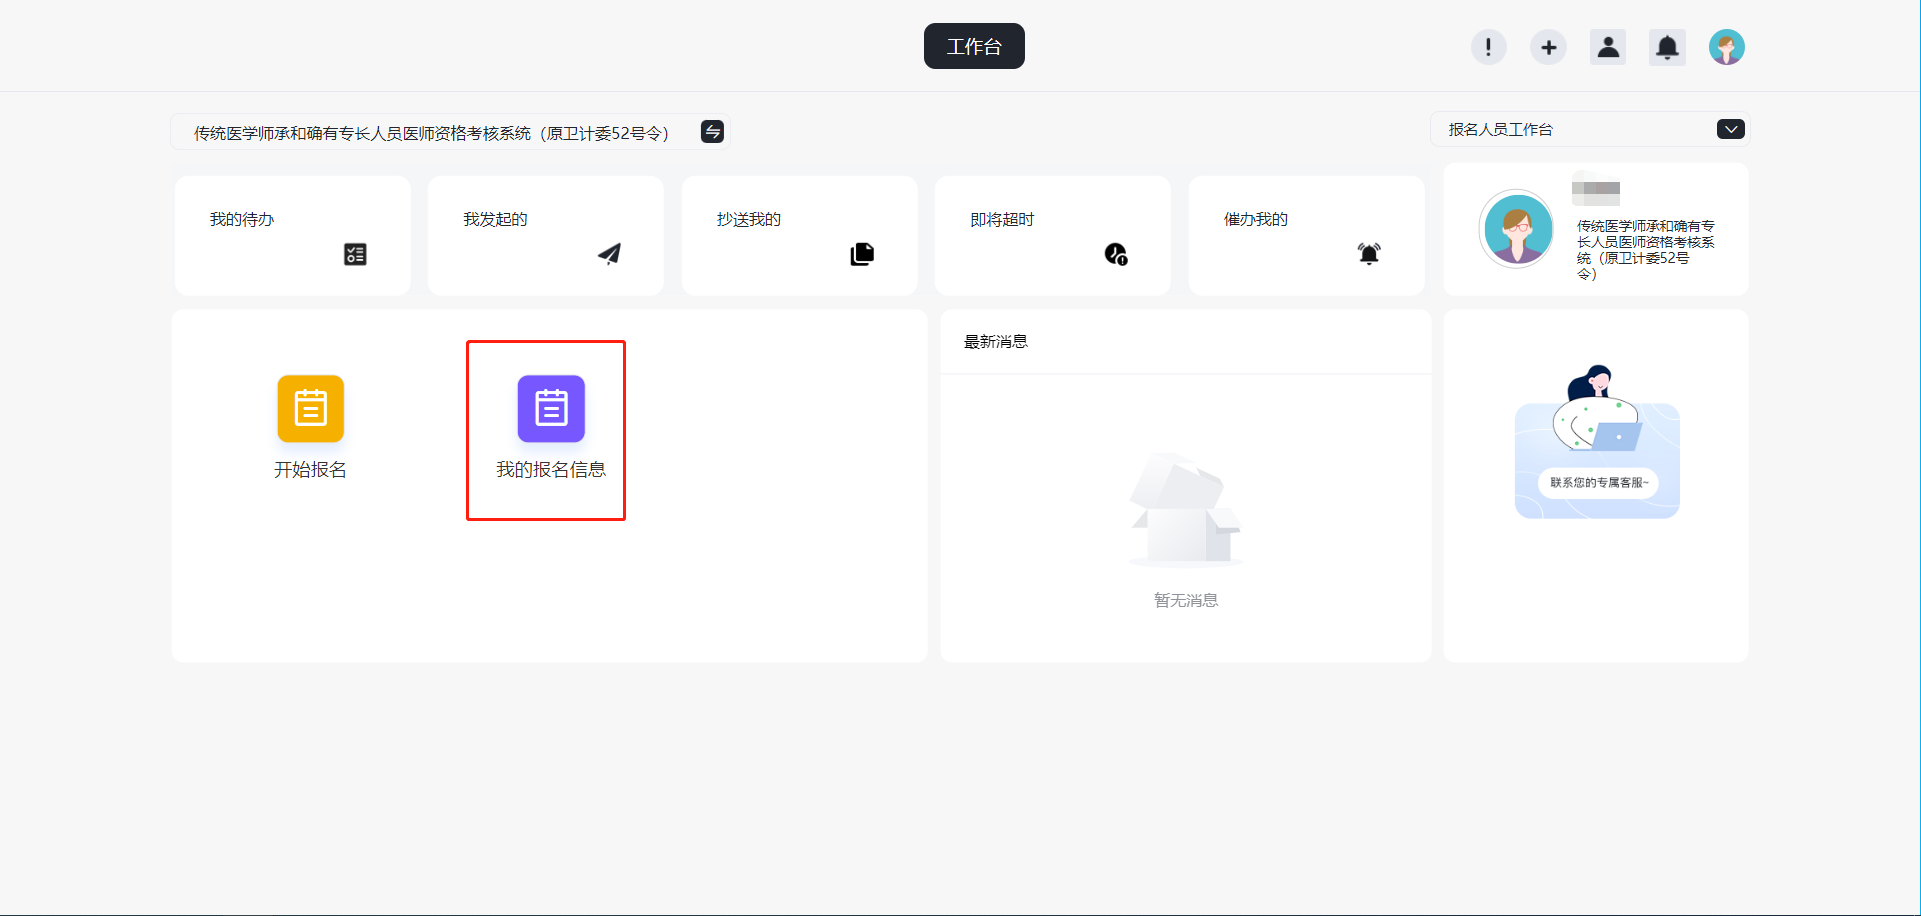 工作台
传统医学师承和确有专长人员医师资格考核系统（原卫计委52号令）
报名人员工作台
我的待办
我发起的
抄送我的
即将超时
催办我的
传统医学师承和确有专
长人员医师资格考核系
统（原卫计委52号
令）
开始报名
我的报名信息
最新消息
暂无消息
联系您的专属客服~